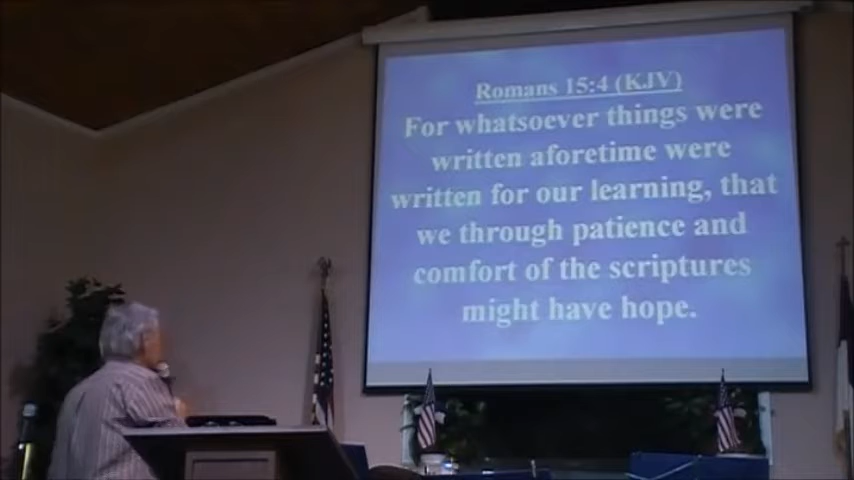 Romans 15:4 (KJV)
For whatsoever things were
written aforetime were
written for our learning, that
we through patience and
comfort of the scriptures
might have hope.